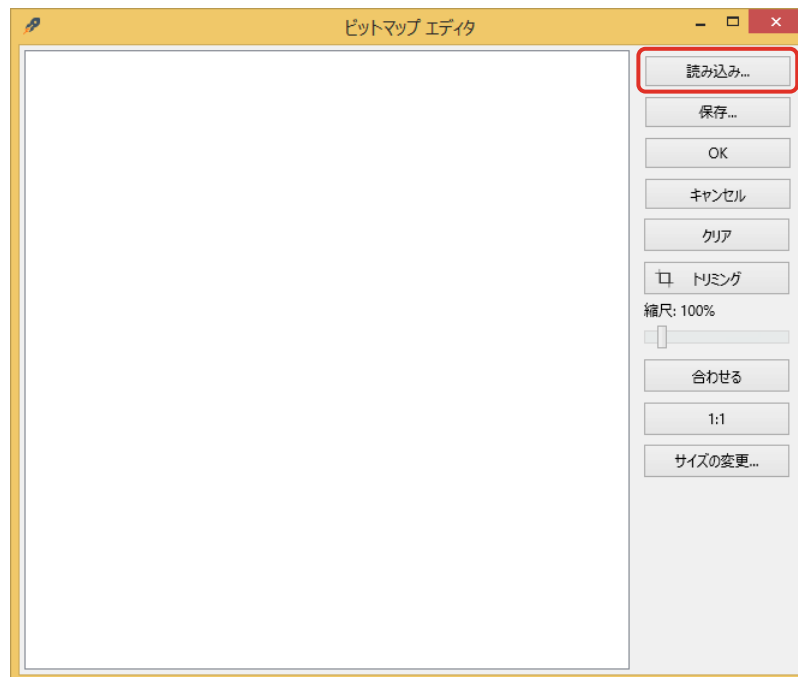 ビットマップ エディタ
読み込み...
保存...
OK
キャンセル
クリア
トリミング
縮尺: 100%
合わせる
1:1
サイズの変更...